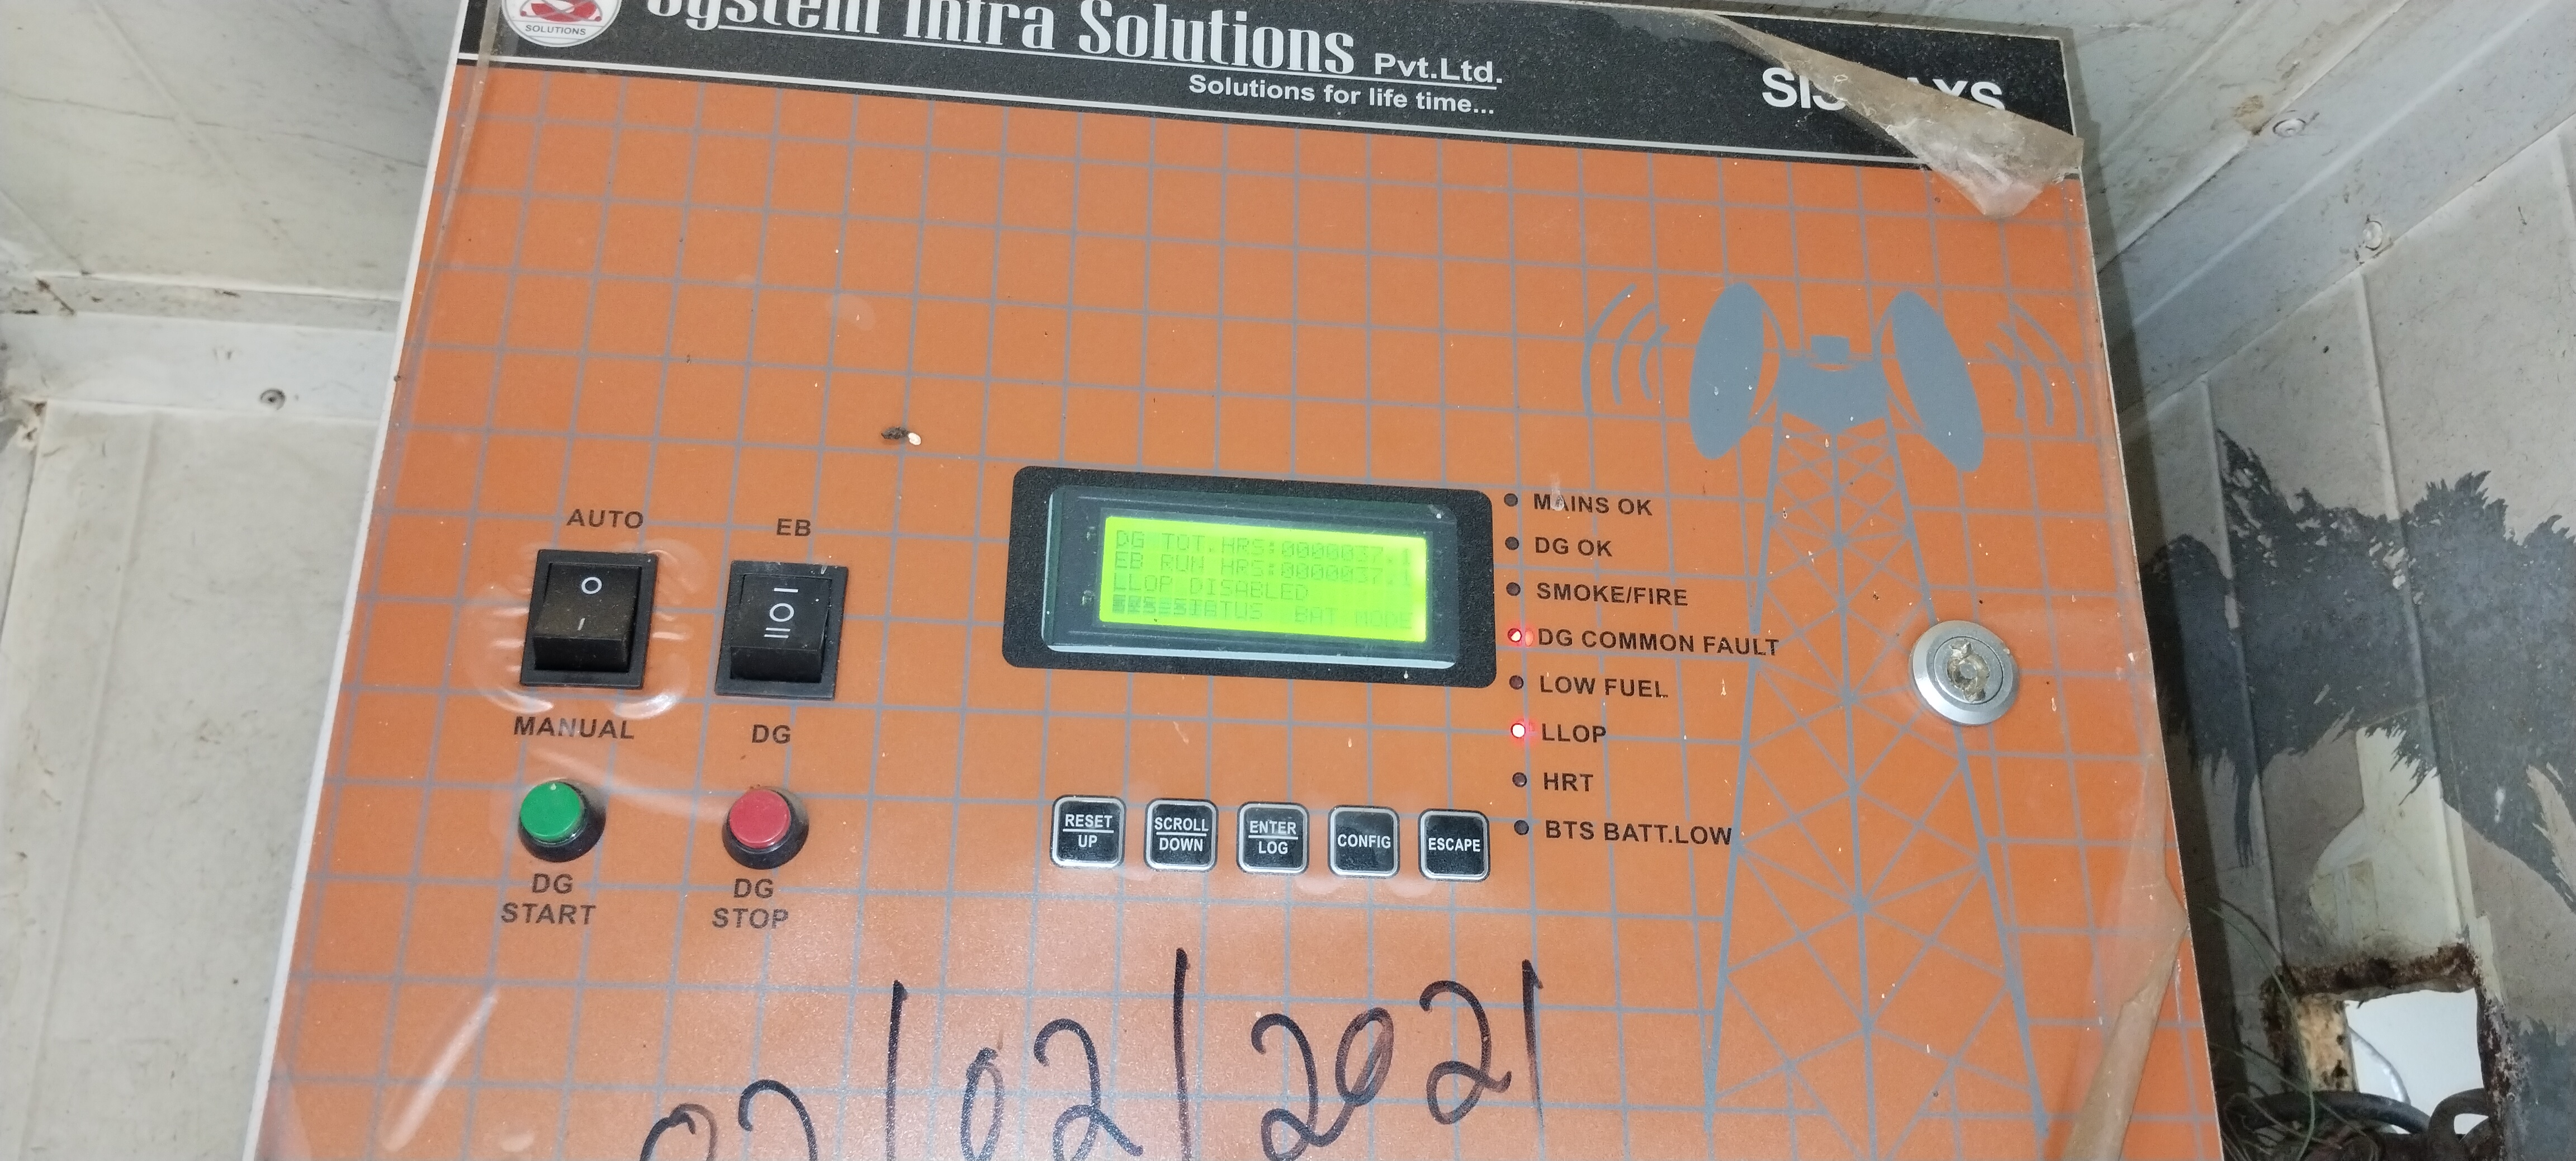 SOLUTIONS
System Infra Solutions Pvt.Ltd.
Solutions for life time...
AUTO
EB
MANUAL
DG
DG TOT.HRS:0000037.1
EB RUN HRS:0000037.1
LLOP DISABLED
BAT MODE
MAINS OK
DG OK
SMOKE/FIRE
DG COMMON FAULT
LOW FUEL
LLOP
HRT
BTS BATT.LOW
DG START
DG STOP
RESET UP
SCROLL DOWN
ENTER LOG
CONFIG
ESCAPE
02/2021